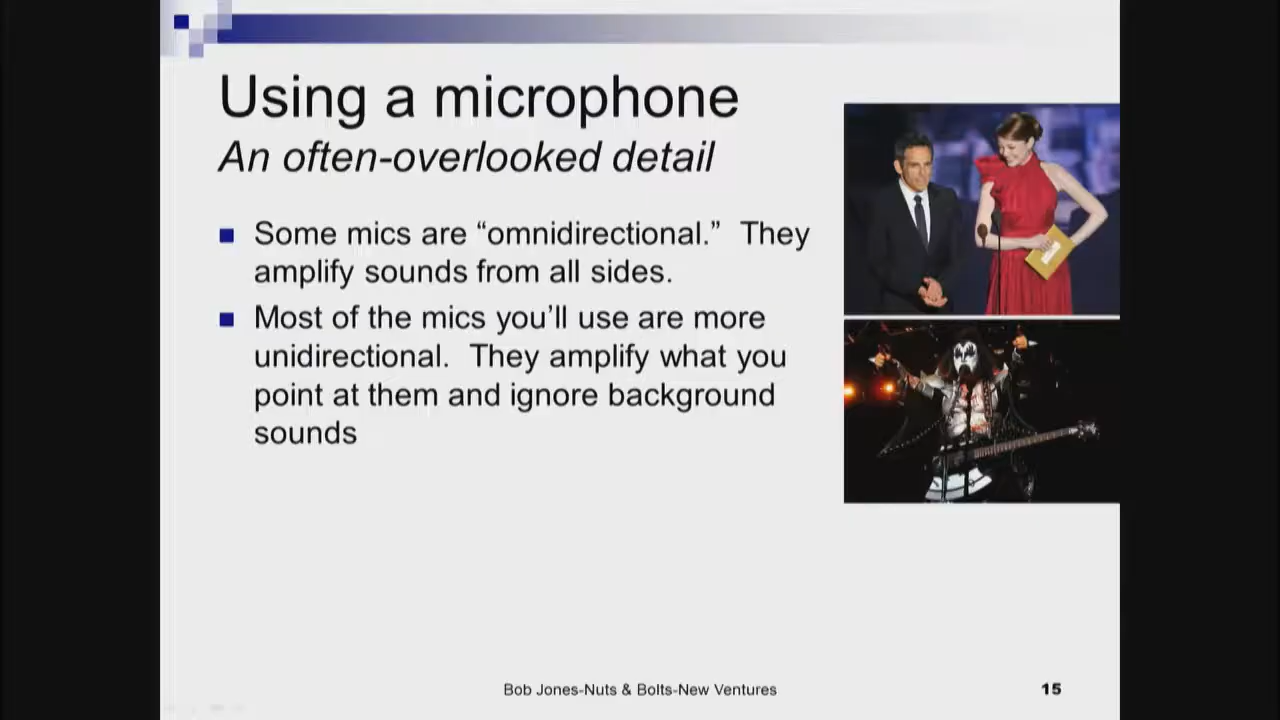 Using a microphone
An often-overlooked detail
Some mics are “omnidirectional.”  They
amplify sounds from all sides.
Most of the mics you’ll use are more
unidirectional.  They amplify what you
point at them and ignore background
sounds
Bob Jones-Nuts & Bolts-New Ventures
15